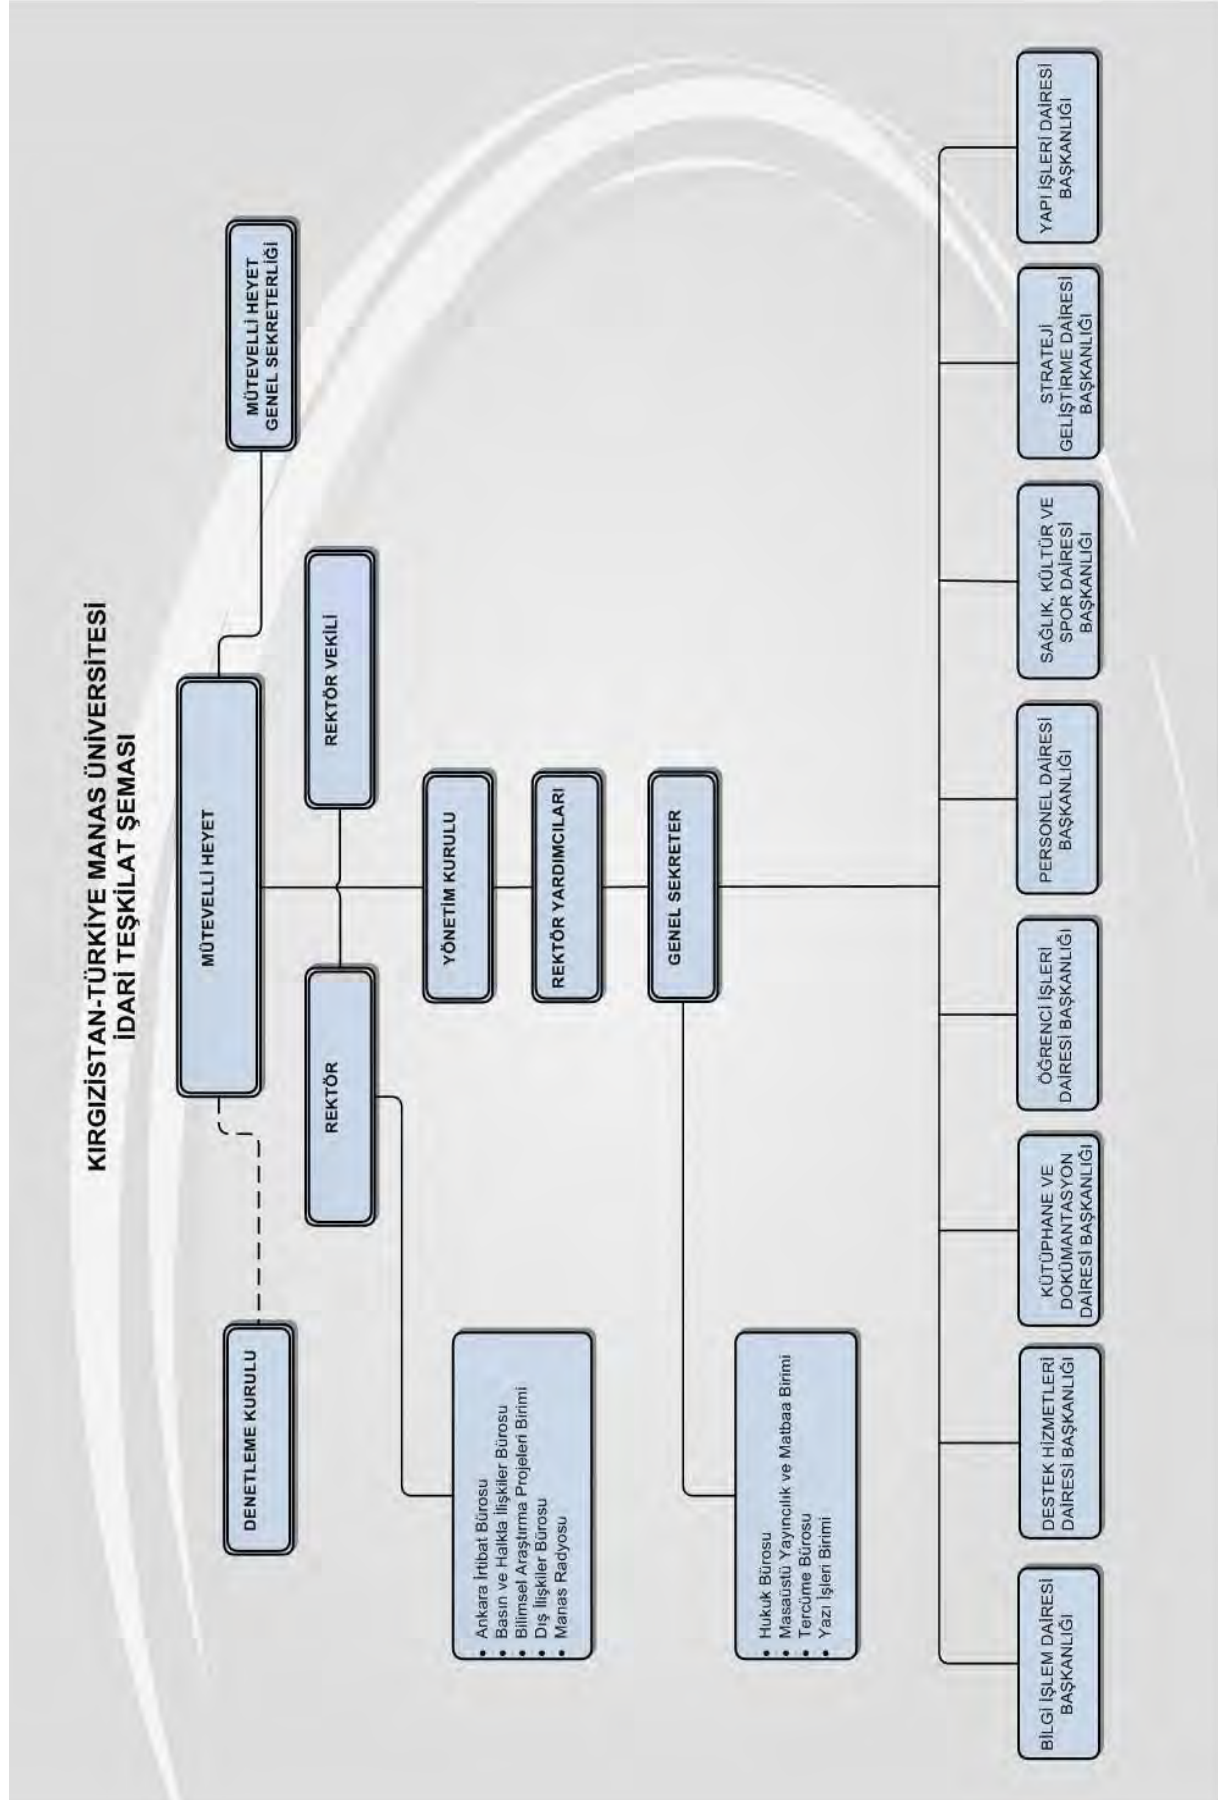 KIRGIZİSTAN-TÜRKİYE MANAS ÜNİVERSİTESİ
İDARİ TEŞKİLAT ŞEMASI
MÜTEVELLİ HEYET
DENETLEME KURULU
MÜTEVELLİ HEYET
GENEL SEKRETERLİĞİ
REKTÖR
REKTÖR VEKİLİ
YÖNETİM KURULU
• Ankara İrtibat Bürosu
• Basın ve Halkla İlişkiler Bürosu
• Bilimsel Araştırma Projeleri Birimi
• Dış İlişkiler Bürosu
• Manas Radyosu
REKTÖR YARDIMCILARI
GENEL SEKRETER
• Hukuk Bürosu
• Masaüstü Yayıncılık ve Matbaa Birimi
• Tercüme Bürosu
• Yazı İşleri Birimi
BİLGİ İŞLEM DAİRESİ
BAŞKANLIĞI
DESTEK HİZMETLERİ
DAİRESİ BAŞKANLIĞI
KÜTÜPHANE VE
DOKÜMANTASYON
DAİRESİ BAŞKANLIĞI
ÖĞRENCİ İŞLERİ
DAİRESİ BAŞKANLIĞI
PERSONEL DAİRESİ
BAŞKANLIĞI
SAĞLIK, KÜLTÜR VE
SPOR DAİRESİ
BAŞKANLIĞI
STRATEJİ
GELİŞTİRME DAİRESİ
BAŞKANLIĞI
YAPI İŞLERİ DAİRESİ
BAŞKANLIĞI